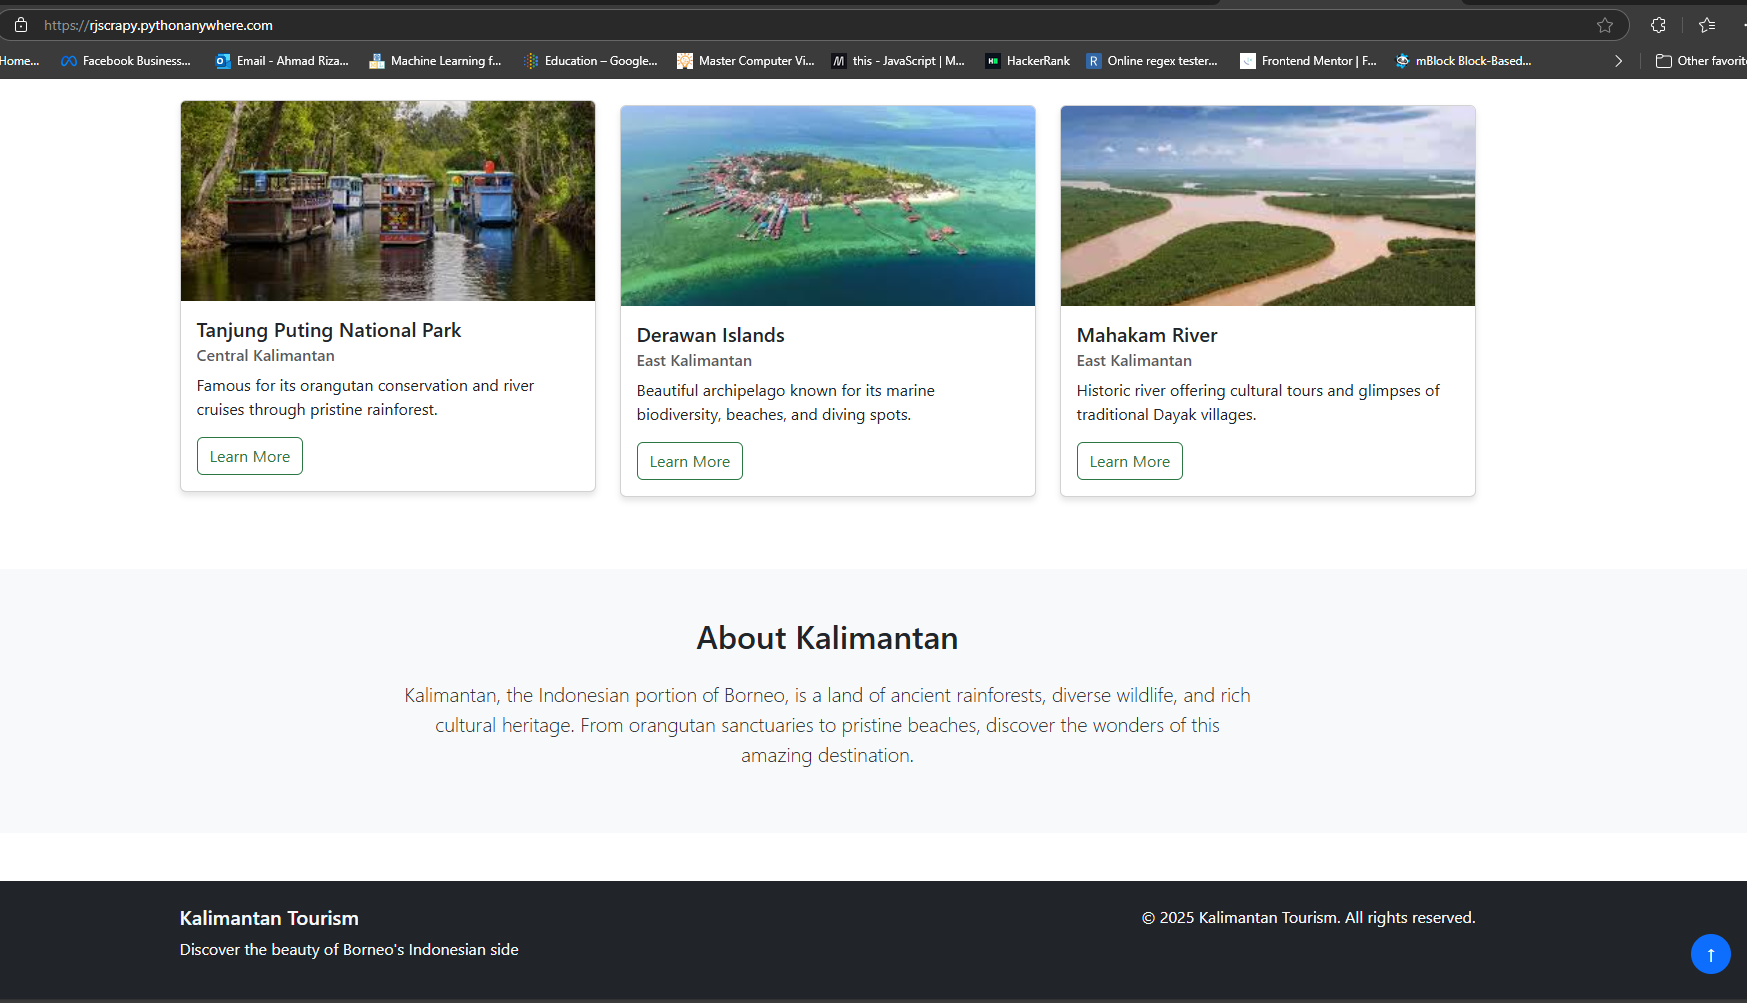 https://rjscrapy.pythonanywhere.com
Home...
Facebook Business...
Email - Ahmad Riza...
Machine Learning f...
Education – Google...
Master Computer Vi...
this - JavaScript | M...
HackerRank
Online regex tester...
Frontend Mentor | F...
mBlock Block-Based...
Other favorit
Tanjung Puting National Park
Central Kalimantan
Famous for its orangutan conservation and river
cruises through pristine rainforest.
Learn More
Derawan Islands
East Kalimantan
Beautiful archipelago known for its marine
biodiversity, beaches, and diving spots.
Learn More
Mahakam River
East Kalimantan
Historic river offering cultural tours and glimpses of
traditional Dayak villages.
Learn More
About Kalimantan
Kalimantan, the Indonesian portion of Borneo, is a land of ancient rainforests, diverse wildlife, and rich
cultural heritage. From orangutan sanctuaries to pristine beaches, discover the wonders of this
amazing destination.
Kalimantan Tourism
Discover the beauty of Borneo's Indonesian side
© 2025 Kalimantan Tourism. All rights reserved.
↑